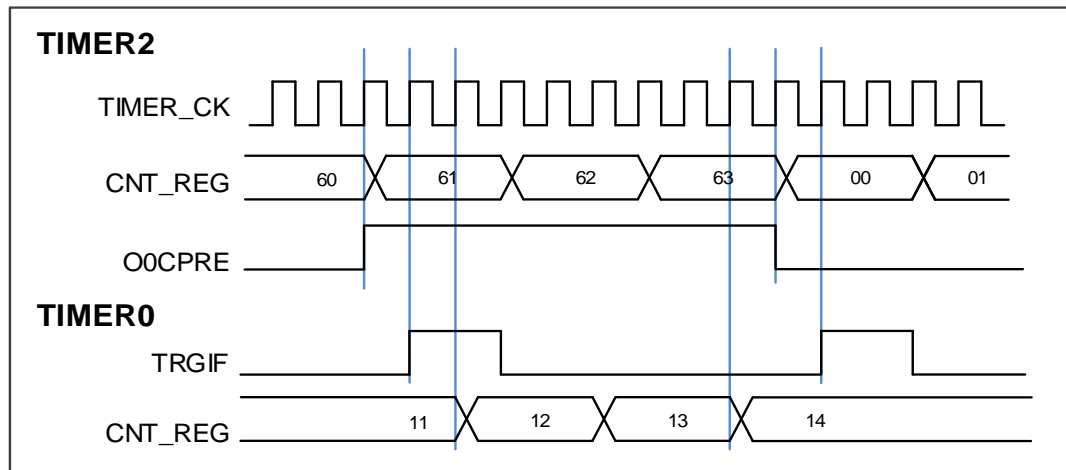 TIMER2
TIMER_CK
CNT_REG 60 61 62 63 00 01
O0CPRE
TIMER0
TRGIF
CNT_REG 11 12 13 14